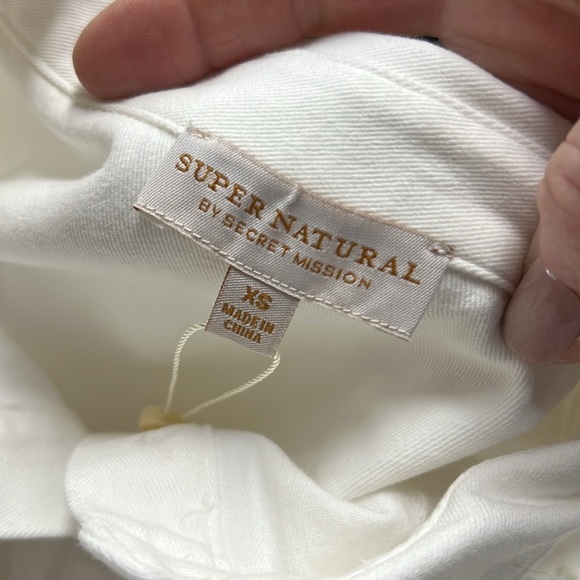 SUPER NATURAL
BY SECRET MISSION
XS
MADE IN
CHINA